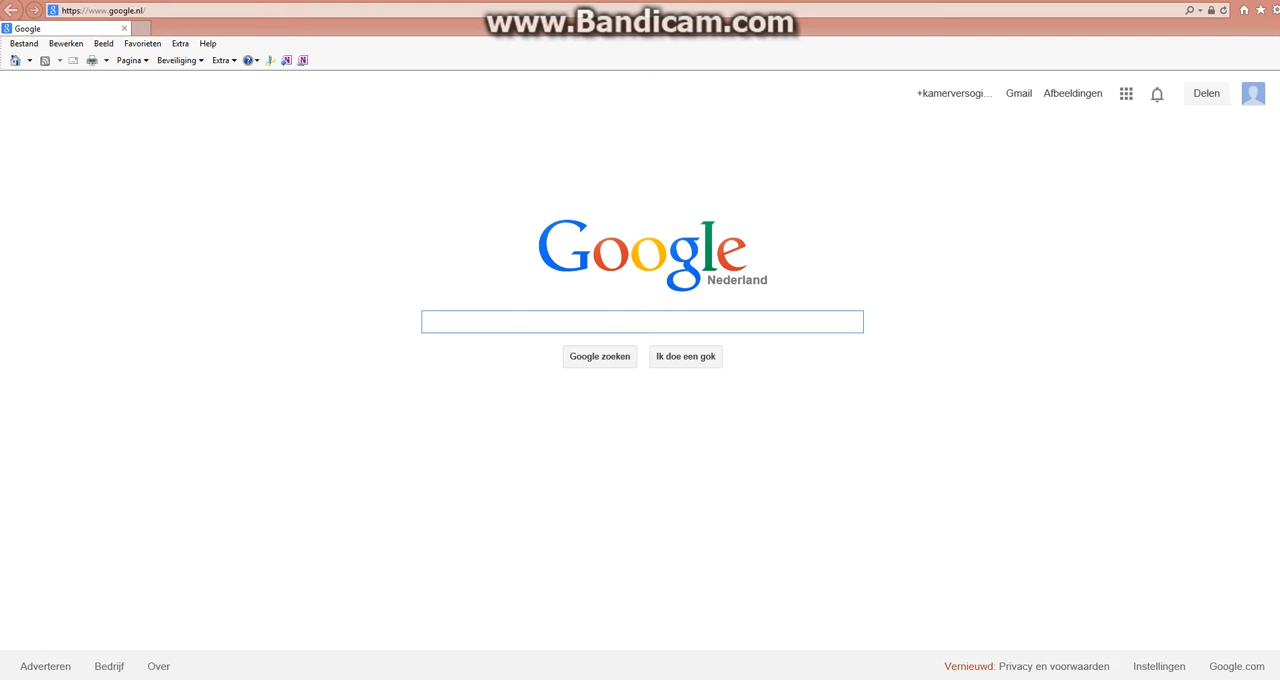 https://www.google.nl/
www.Bandicam.com
Google
Bestand Bewerken Beeld Favorieten Extra Help
Pagina Beveiliging Extra
+kamerversogi... Gmail Afbeeldingen Delen
Google
Nederland
Google zoeken Ik doe een gok
Adverteren Bedrijf Over Vernieuwd: Privacy en voorwaarden Instellingen Google.com